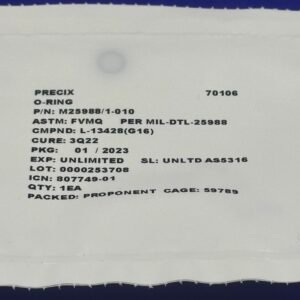 PRECIX 70106
O-RING
P/N: M25988/1-010
ASTM: FVMQ PER MIL-DTL-25988
CMPND: L-13428(G16)
CURE: 3Q22
PKG: 01 / 2023
EXP: UNLIMITED SL: UNLTD AS5316
LOT: 0000253708
ICN: 807749-01
QTY: 1EA
PACKED: PROPONENT CAGE: 59789